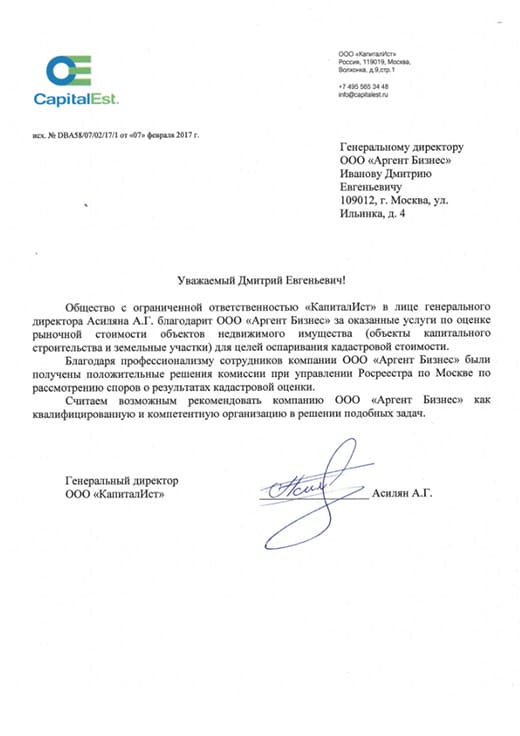 ООО «КапиталИст»
Россия, 119019, Москва,
Волхонка, д.9,стр.1
+7 495 565 34 48
info@capitalest.ru
CapitalEst.
исх. № DBA58/07/02/17/1 от «07» февраля 2017 г.
Генеральному директору
ООО «Аргент Бизнес»
Иванову Дмитрию
Евгеньевичу
109012, г. Москва, ул.
Ильинка, д. 4
Уважаемый Дмитрий Евгеньевич!
Общество с ограниченной ответственностью «КапиталИст» в лице генерального
директора Асиляна А.Г. благодарит ООО «Аргент Бизнес» за оказанные услуги по оценке
рыночной стоимости объектов недвижимого имущества (объекты капитального
строительства и земельные участки) для целей оспаривания кадастровой стоимости.
Благодаря профессионализму сотрудников компании ООО «Аргент Бизнес» были
получены положительные решения комиссии при управлении Росреестра по Москве по
рассмотрению споров о результатах кадастровой оценки.
Считаем возможным рекомендовать компанию ООО «Аргент Бизнес» как
квалифицированную и компетентную организацию в решении подобных задач.
Генеральный директор
ООО «КапиталИст»
Асилян А.Г.